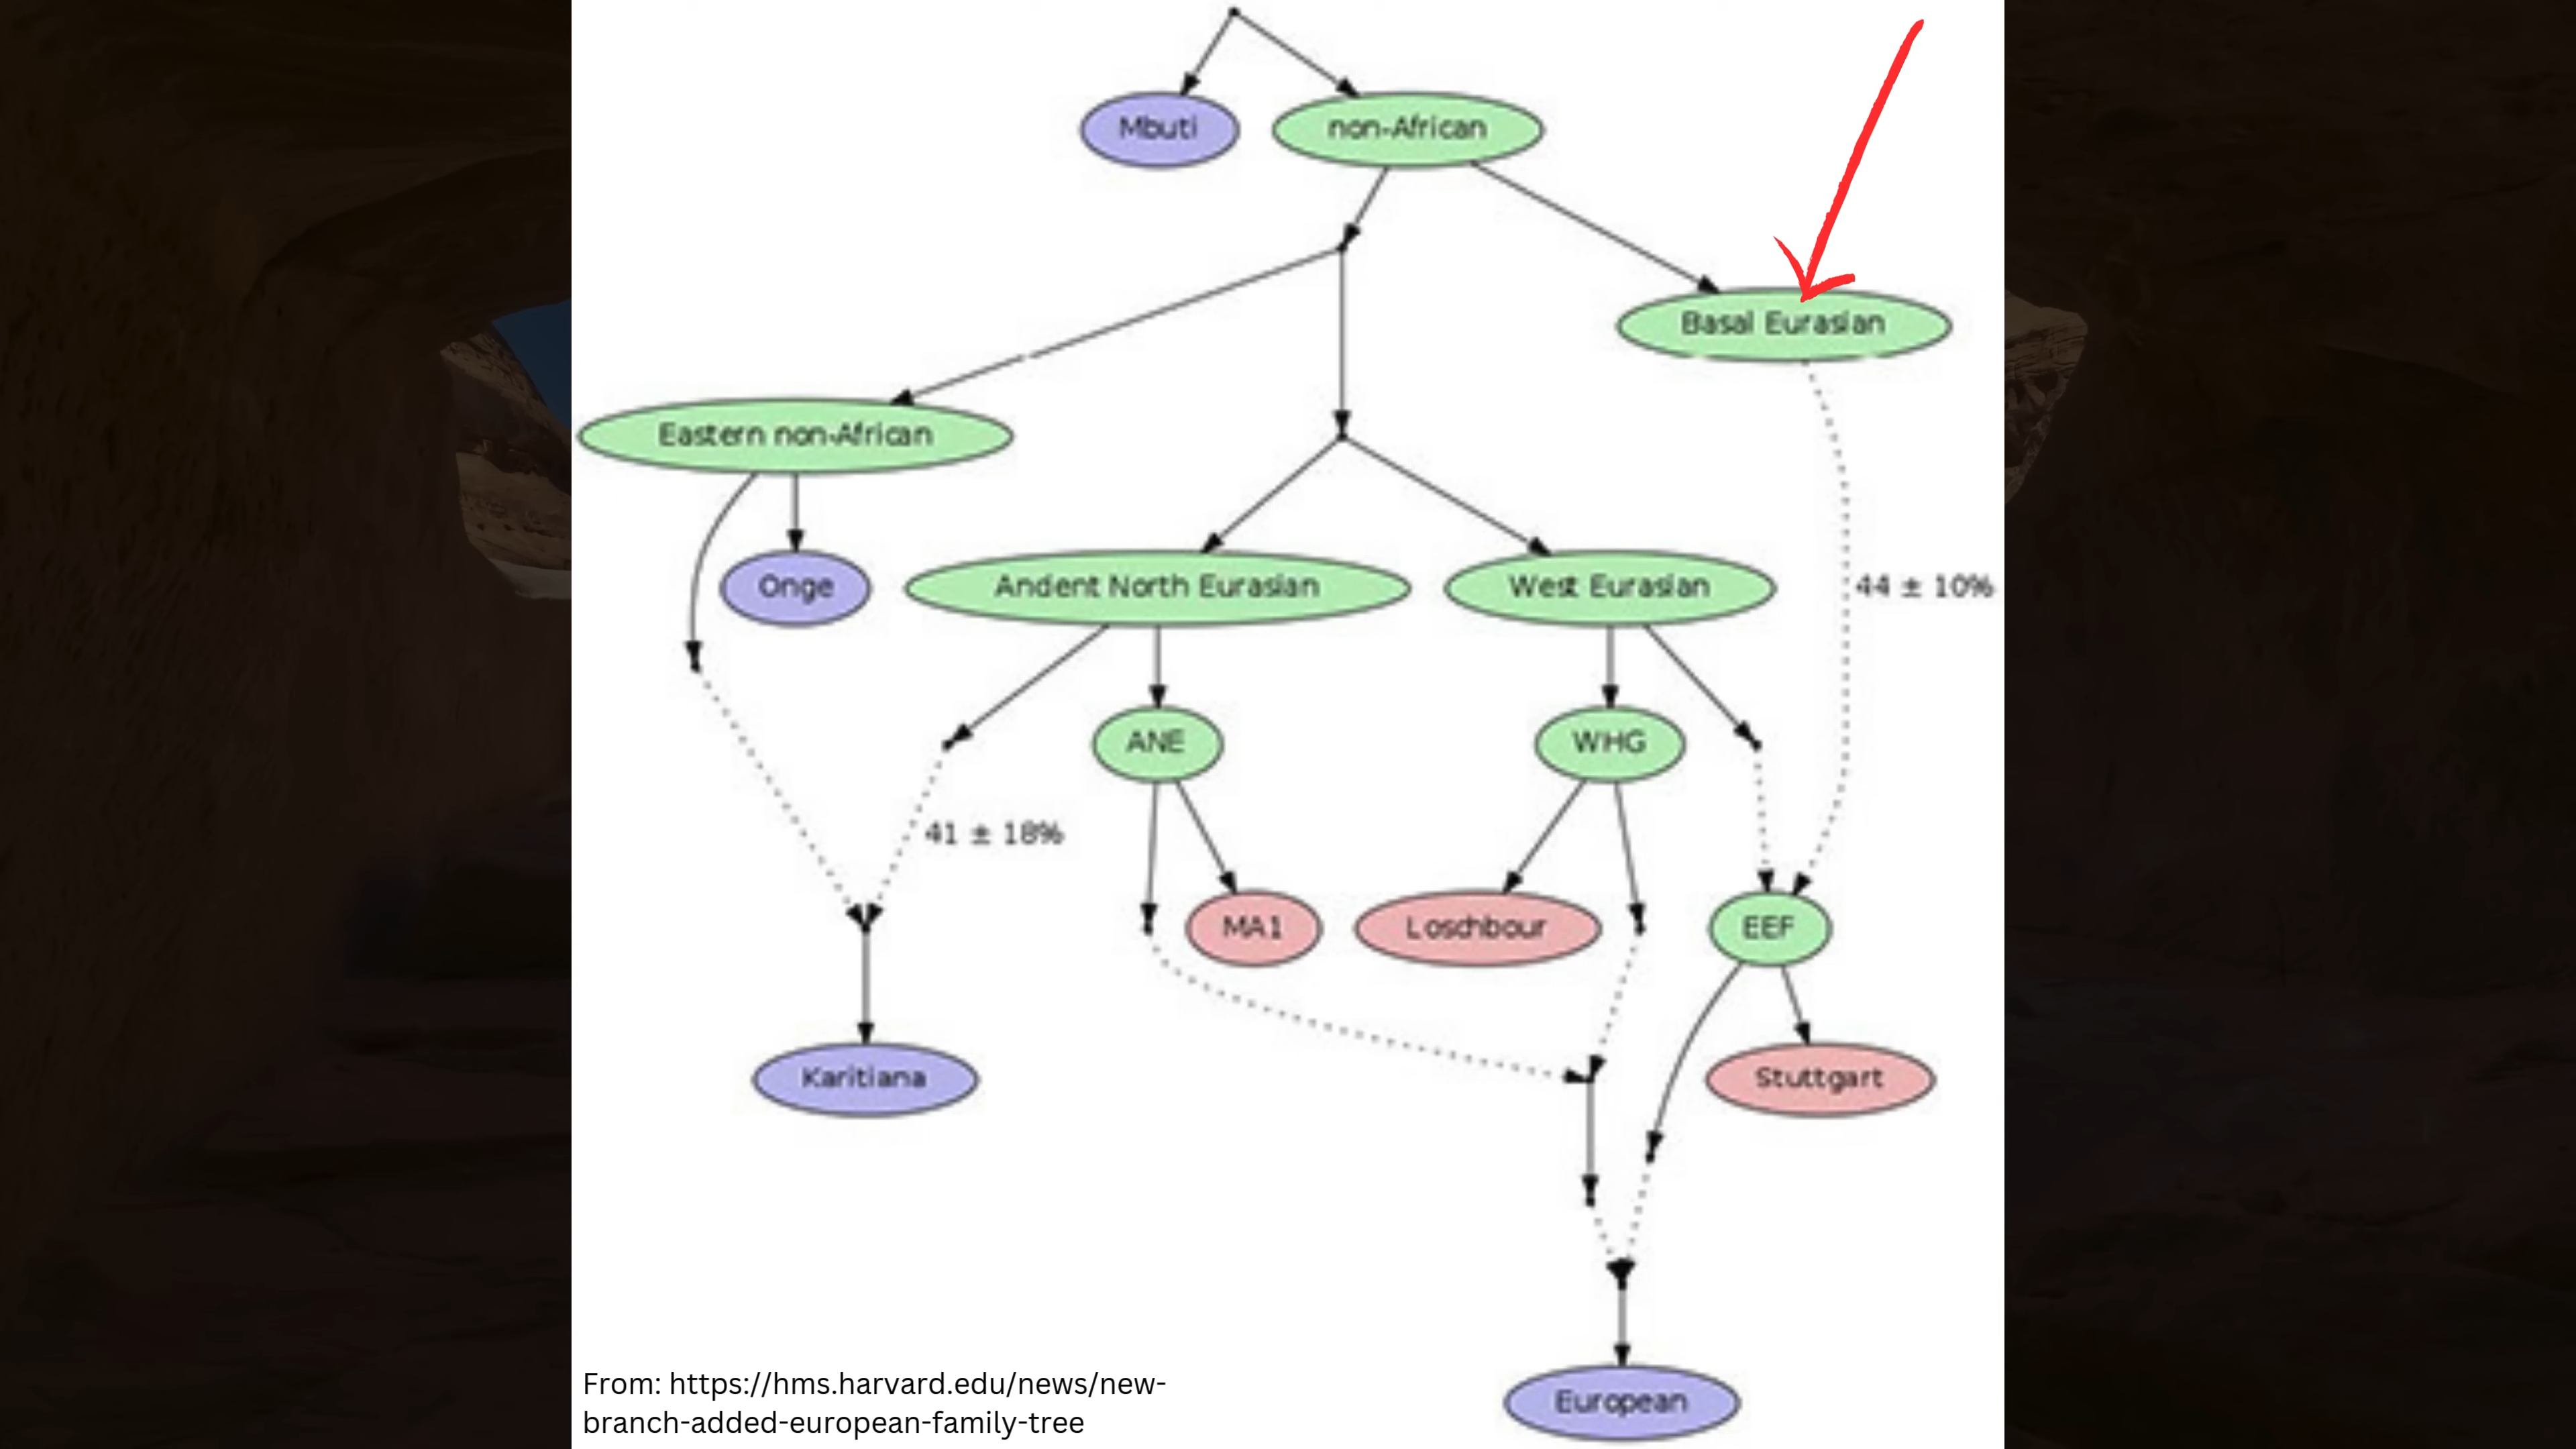 Mbuti
non-African
Basal Eurasian
Eastern non-African
Onge
Andent North Eurasian
West Eurasian
44 ± 10%
ANE
WHG
41 ± 18%
MA1
Loschbour
EEF
Karitiana
Stuttgart
European
From: https://hms.harvard.edu/news/new-
branch-added-european-family-tree